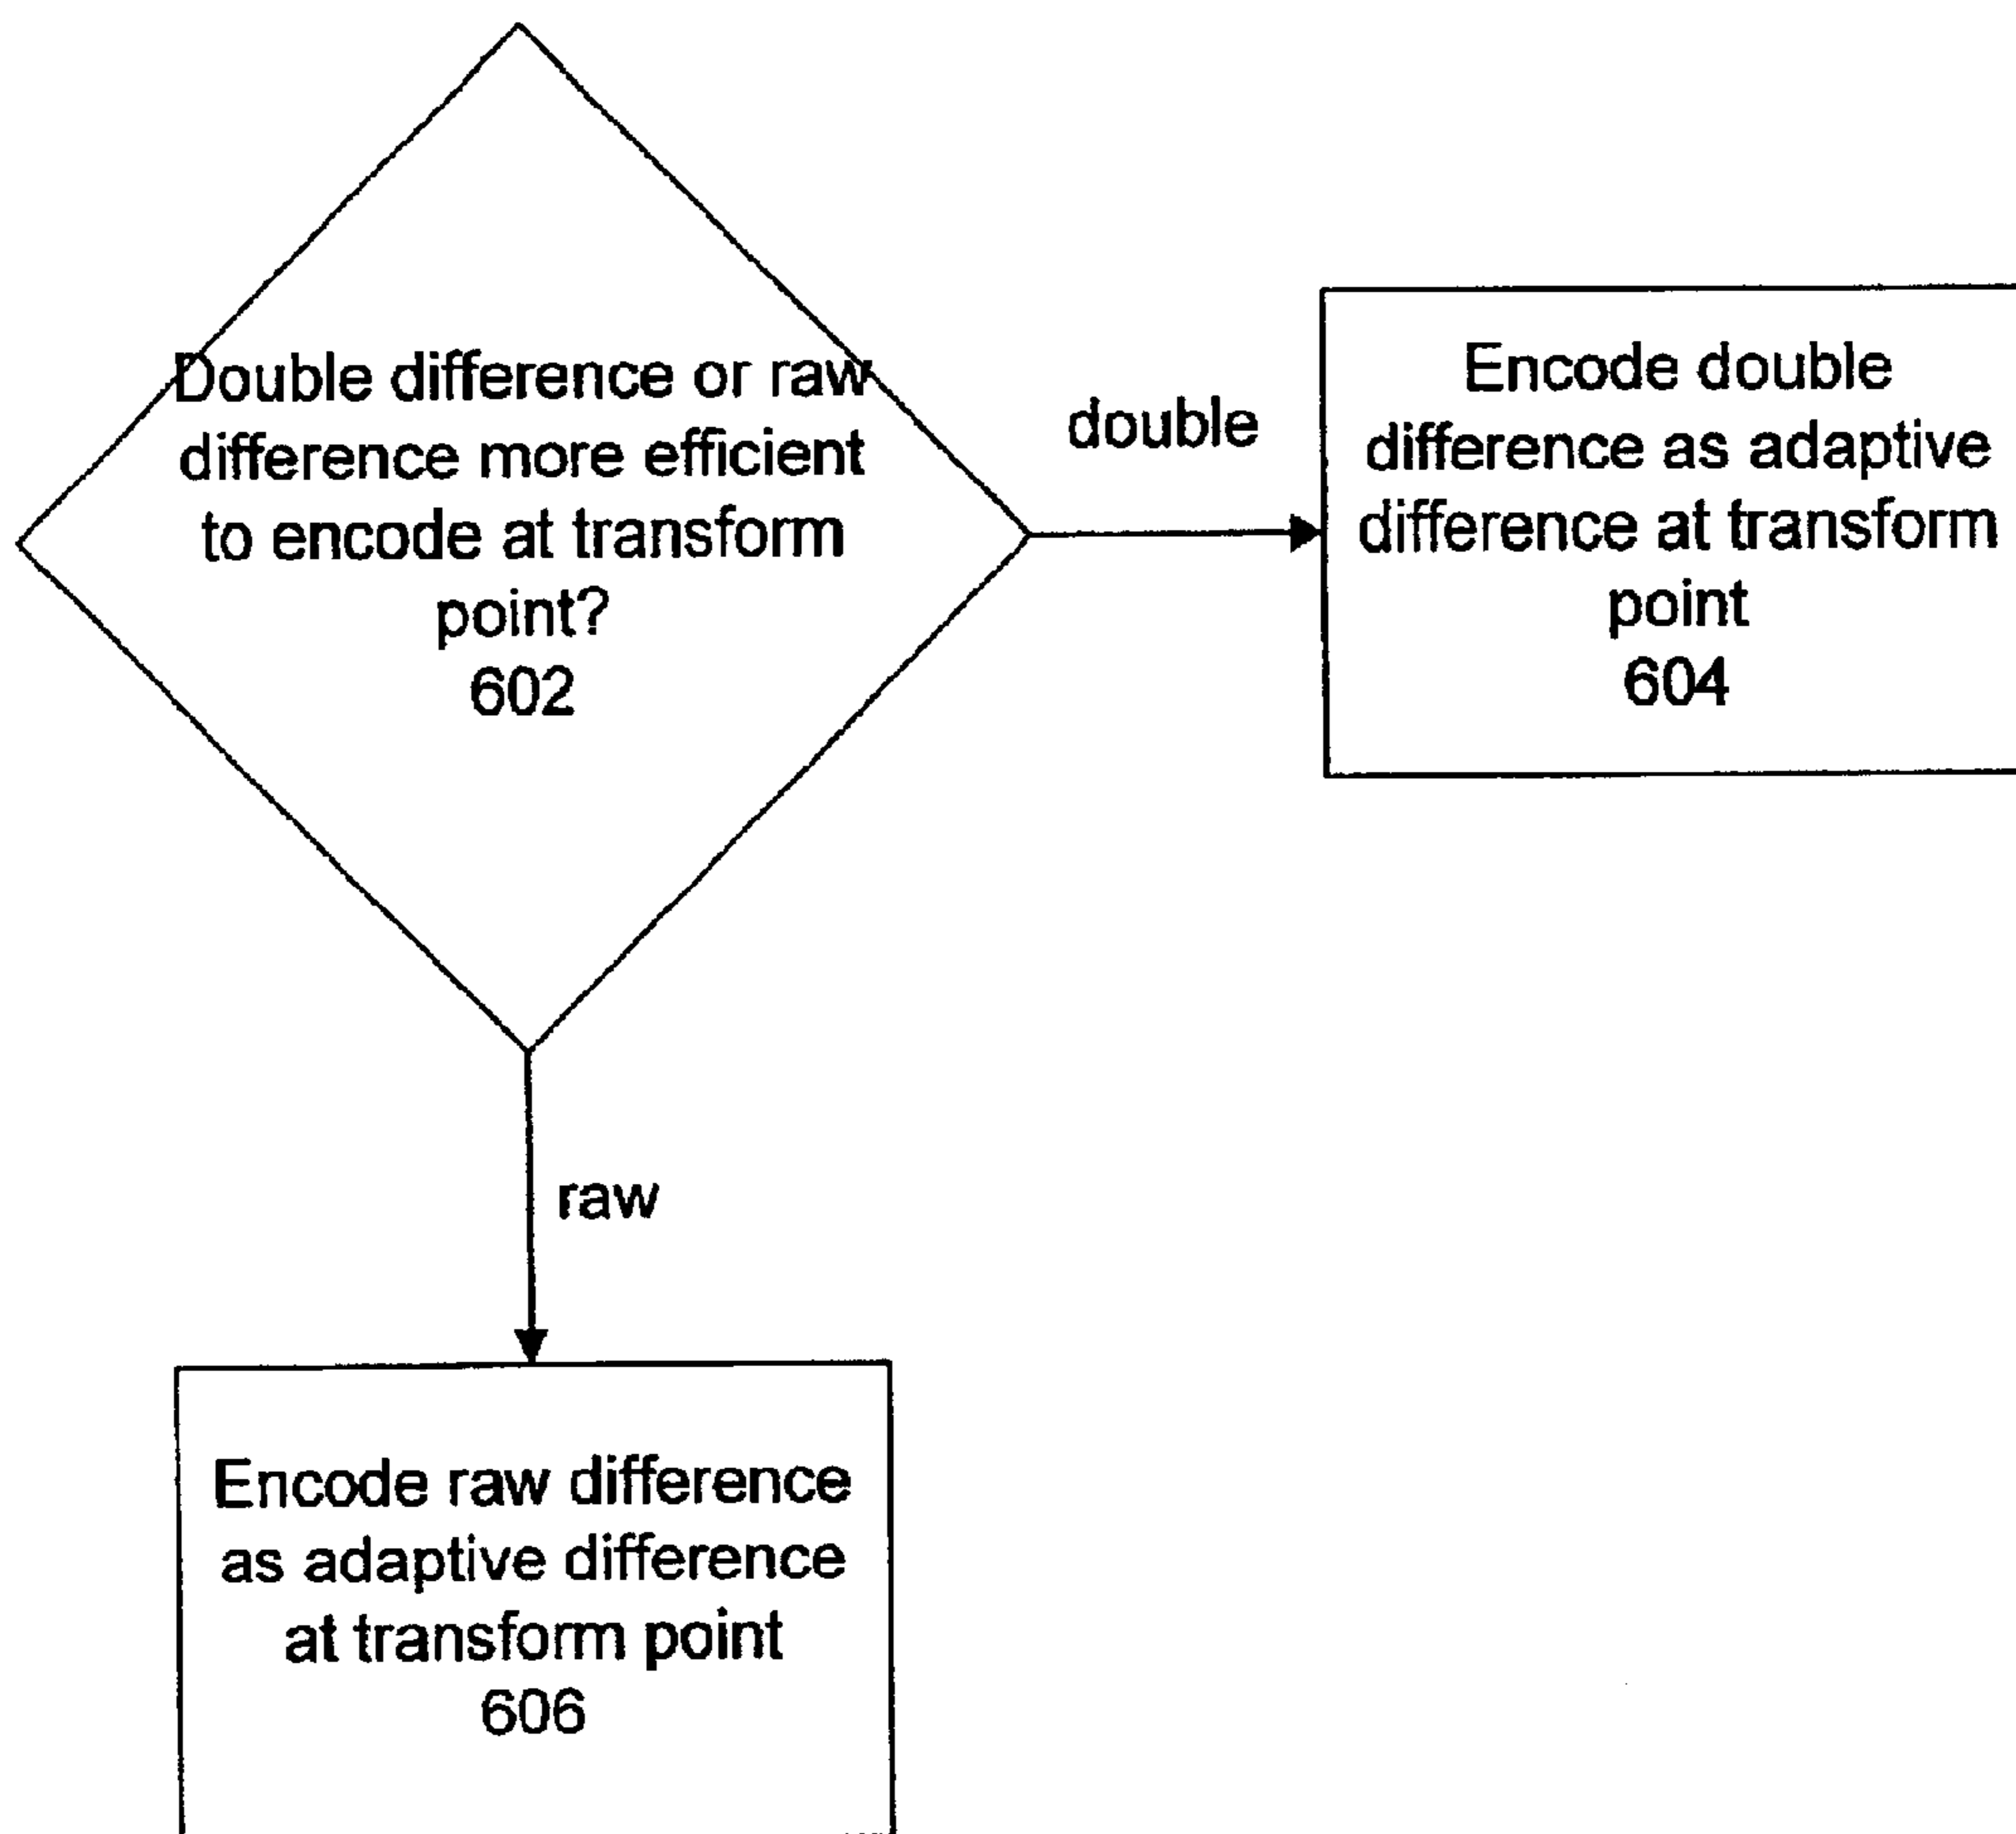 Double difference or raw
difference more efficient
to encode at transform
point?
602
double
Encode double
difference as adaptive
difference at transform
point
604
raw
Encode raw difference
as adaptive difference
at transform point
606